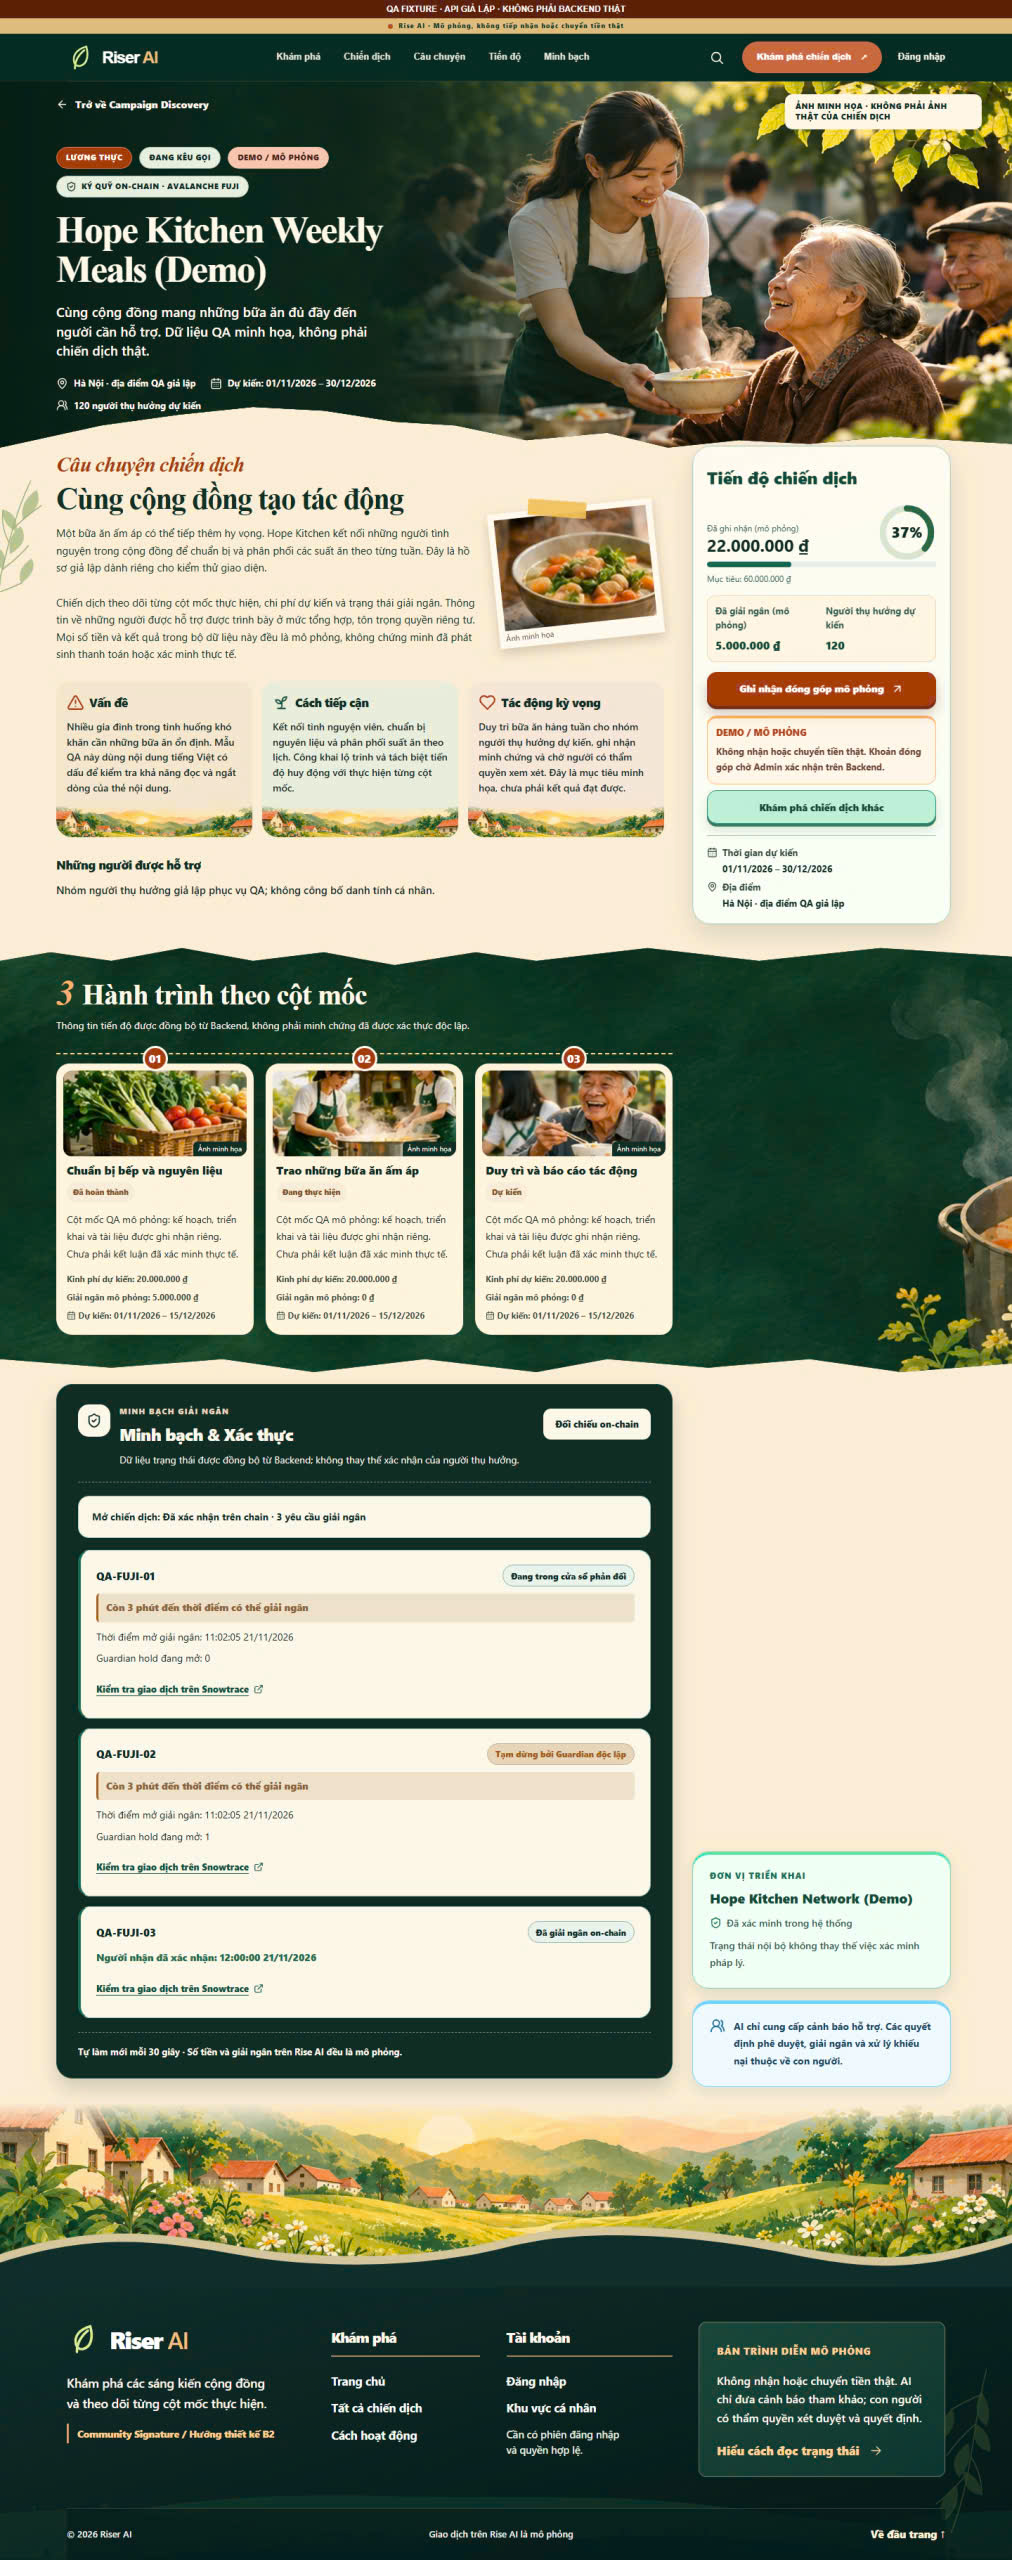 QA FIXTURE · API GIẢ LẬP · KHÔNG PHẢI BACKEND THẬT
Rise AI · Mô phỏng, không tiếp nhận hoặc chuyển tiền thật
Riser AI
Khám phá
Chiến dịch
Câu chuyện
Tiến độ
Minh bạch
Khám phá chiến dịch ↗
Đăng nhập
← Trở về Campaign Discovery
ẢNH MINH HỌA · KHÔNG PHẢI ẢNH
THẬT CỦA CHIẾN DỊCH
LƯƠNG THỰC
ĐANG KÊU GỌI
DEMO / MÔ PHỎNG
KÝ QUỸ ON-CHAIN · AVALANCHE FUJI
Hope Kitchen Weekly
Meals (Demo)
Cùng cộng đồng mang những bữa ăn đủ đầy đến
người cần hỗ trợ. Dữ liệu QA minh họa, không phải
chiến dịch thật.
Hà Nội · địa điểm QA giả lập
Dự kiến: 01/11/2026 – 30/12/2026
120 người thụ hưởng dự kiến
Câu chuyện chiến dịch
Cùng cộng đồng tạo tác động
Một bữa ăn ấm áp có thể tiếp thêm hy vọng. Hope Kitchen kết nối những người tình
nguyện trong cộng đồng để chuẩn bị và phân phối các suất ăn theo từng tuần. Đây là hồ
sơ giả lập dành riêng cho kiểm thử giao diện.
Chiến dịch theo dõi từng cột mốc thực hiện, chi phí dự kiến và trạng thái giải ngân. Thông
tin về những người được hỗ trợ được trình bày ở mức tổng hợp, tôn trọng quyền riêng tư.
Mọi số tiền và kết quả trong bộ dữ liệu này đều là mô phỏng, không chứng minh đã phát
sinh thanh toán hoặc xác minh thực tế.
Ảnh minh họa
Vấn đề
Nhiều gia đình trong tình huống khó
khăn cần những bữa ăn ổn định. Mẫu
QA này dùng nội dung tiếng Việt có
dấu để kiểm tra khả năng đọc và ngắt
dòng của thẻ nội dung.
Cách tiếp cận
Kết nối tình nguyện viên, chuẩn bị
nguyên liệu và phân phối suất ăn theo
lịch. Công khai lộ trình và tách biệt tiến
độ huy động với thực hiện từng cột
mốc.
Tác động kỳ vọng
Duy trì bữa ăn hàng tuần cho nhóm
người thụ hưởng dự kiến, ghi nhận
minh chứng và chờ người có thẩm
quyền xem xét. Đây là mục tiêu minh
họa, chưa phải kết quả đạt được.
Những người được hỗ trợ
Nhóm người thụ hưởng giả lập phục vụ QA; không công bố danh tính cá nhân.
Tiến độ chiến dịch
Đã ghi nhận (mô phỏng)
22.000.000 ₫
37%
Mục tiêu: 60.000.000 ₫
Đã giải ngân (mô
phỏng)
5.000.000 ₫
Người thụ hưởng dự
kiến
120
Ghi nhận đóng góp mô phỏng ↗
DEMO / MÔ PHỎNG
Không nhận hoặc chuyển tiền thật. Khoản đóng
góp chờ Admin xác nhận trên Backend.
Khám phá chiến dịch khác
Thời gian dự kiến
01/11/2026 – 30/12/2026
Địa điểm
Hà Nội · địa điểm QA giả lập
3 Hành trình theo cột mốc
Thông tin tiến độ được đồng bộ từ Backend, không phải minh chứng đã được xác thực độc lập.
01
Ảnh minh họa
Chuẩn bị bếp và nguyên liệu
Đã hoàn thành
Cột mốc QA mô phỏng: kế hoạch, triển
khai và tài liệu được ghi nhận riêng.
Chưa phải kết luận đã xác minh thực tế.
Kinh phí dự kiến: 20.000.000 ₫
Giải ngân mô phỏng: 5.000.000 ₫
Dự kiến: 01/11/2026 – 15/12/2026
02
Ảnh minh họa
Trao những bữa ăn ấm áp
Đang thực hiện
Cột mốc QA mô phỏng: kế hoạch, triển
khai và tài liệu được ghi nhận riêng.
Chưa phải kết luận đã xác minh thực tế.
Kinh phí dự kiến: 20.000.000 ₫
Giải ngân mô phỏng: 0 ₫
Dự kiến: 01/11/2026 – 15/12/2026
03
Ảnh minh họa
Duy trì và báo cáo tác động
Dự kiến
Cột mốc QA mô phỏng: kế hoạch, triển
khai và tài liệu được ghi nhận riêng.
Chưa phải kết luận đã xác minh thực tế.
Kinh phí dự kiến: 20.000.000 ₫
Giải ngân mô phỏng: 0 ₫
Dự kiến: 01/11/2026 – 15/12/2026
MINH BẠCH GIẢI NGÂN
Minh bạch & Xác thực
Dữ liệu trạng thái được đồng bộ từ Backend; không thay thế xác nhận của người thụ hưởng.
Đối chiếu on-chain
Mở chiến dịch: Đã xác nhận trên chain · 3 yêu cầu giải ngân
QA-FUJI-01
Đang trong cửa sổ phản đối
Còn 3 phút đến thời điểm có thể giải ngân
Thời điểm mở giải ngân: 11:02:05 21/11/2026
Guardian hold đang mở: 0
Kiểm tra giao dịch trên Snowtrace
QA-FUJI-02
Tạm dừng bởi Guardian độc lập
Còn 3 phút đến thời điểm có thể giải ngân
Thời điểm mở giải ngân: 11:02:05 21/11/2026
Guardian hold đang mở: 1
Kiểm tra giao dịch trên Snowtrace
QA-FUJI-03
Đã giải ngân on-chain
Người nhận đã xác nhận: 12:00:00 21/11/2026
Kiểm tra giao dịch trên Snowtrace
Tự làm mới mỗi 30 giây · Số tiền và giải ngân trên Rise AI đều là mô phỏng.
ĐƠN VỊ TRIỂN KHAI
Hope Kitchen Network (Demo)
Đã xác minh trong hệ thống
Trạng thái nội bộ không thay thế việc xác minh
pháp lý.
AI chỉ cung cấp cảnh báo hỗ trợ. Các quyết
định phê duyệt, giải ngân và xử lý khiếu
nại thuộc về con người.
Riser AI
Khám phá các sáng kiến cộng đồng
và theo dõi từng cột mốc thực hiện.
Community Signature / Hướng thiết kế B2
Khám phá
Trang chủ
Tất cả chiến dịch
Cách hoạt động
Tài khoản
Đăng nhập
Khu vực cá nhân
Cần có phiên đăng nhập
và quyền hợp lệ.
BẢN TRÌNH DIỄN MÔ PHỎNG
Không nhận hoặc chuyển tiền thật. AI
chỉ đưa cảnh báo tham khảo; con người
có thẩm quyền xét duyệt và quyết định.
Hiểu cách đọc trạng thái →
© 2026 Riser AI
Giao dịch trên Rise AI là mô phỏng
Về đầu trang ↑